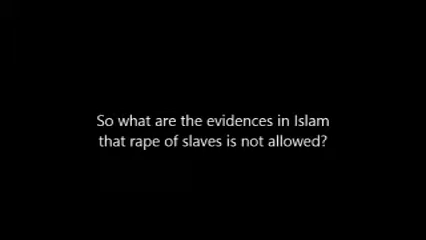 So what are the evidences in Islam
that rape of slaves is not allowed?